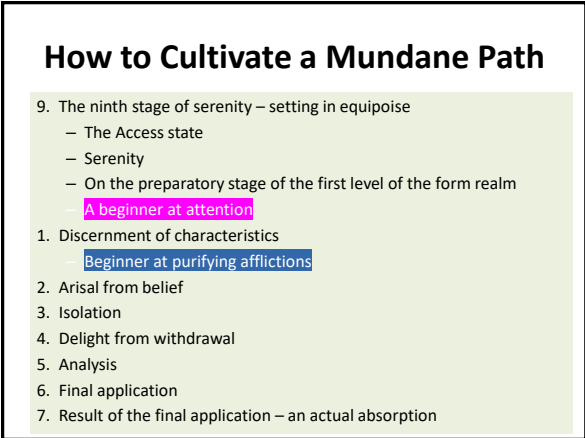 How to Cultivate a Mundane Path
9. The ninth stage of serenity – setting in equipoise
– The Access state
– Serenity
– On the preparatory stage of the first level of the form realm
– A beginner at attention
1. Discernment of characteristics
– Beginner at purifying afflictions
2. Arisal from belief
3. Isolation
4. Delight from withdrawal
5. Analysis
6. Final application
7. Result of the final application – an actual absorption